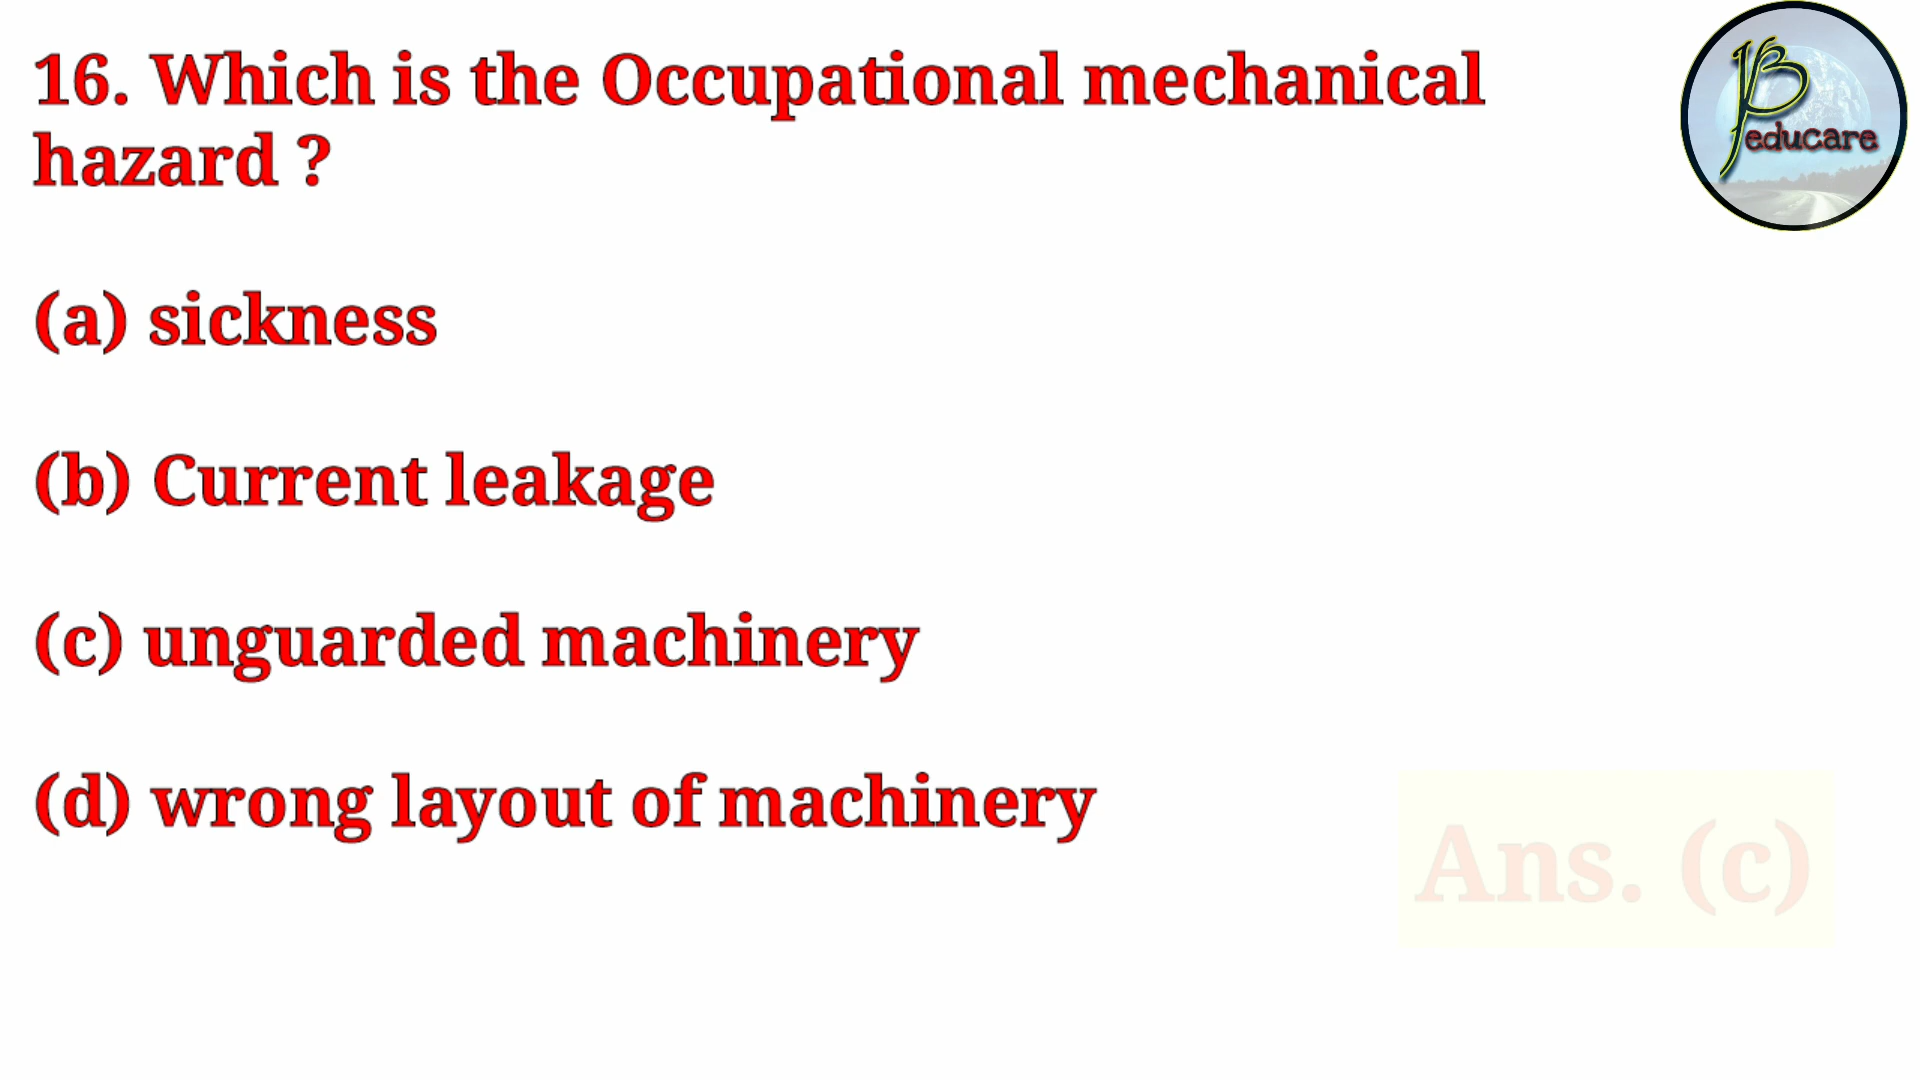 16. Which is the Occupational mechanical
hazard ?
(a) sickness
(b) Current leakage
(c) unguarded machinery
(d) wrong layout of machinery
Ans. (c)
educare